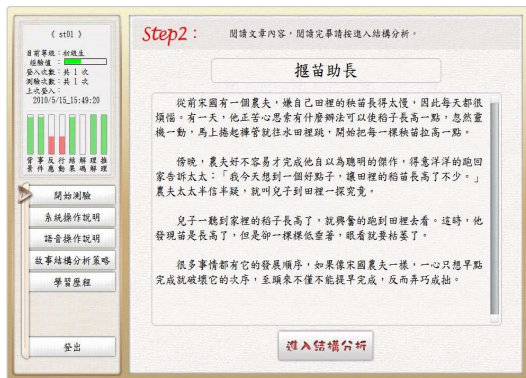 ( st01 )
目前等級：初級生
經驗值：
登入次數：共 1 次
測驗次數：共 1 次
上次登入：
2010/5/15_15:49:20
背景 事件 反應 行動 結果 解碼 理解 推理
開始測驗
系統操作說明
語音操作說明
故事結構分析策略
學習歷程
登出
Step2： 閱讀文章內容，閱讀完畢請按進入結構分析。
揠苗助長
從前宋國有一個農夫，嫌自己田裡的秧苗長得太慢，因此每天都很
煩惱。有一天，他正苦心思索有什麼辦法可以使稻子長高一點，忽然靈
機一動，馬上捲起褲管就往水田裡跳，開始把每一棵秧苗拉高一點。
傍晚，農夫好不容易才完成他自以為聰明的傑作，得意洋洋的跑回
家告訴太太：「我今天想到一個好點子，讓田裡的稻苗長高了不少。」
農夫太太半信半疑，就叫兒子到田裡一探究竟。
兒子一聽到家裡的稻子長高了，就興奮的跑到田裡去看。這時，他
發現苗是長高了，但是卻一棵棵低垂著，眼看就要枯萎了。
很多事情都有它的發展順序，如果像宋國農夫一樣，一心只想早點
完成就破壞它的次序，至頭來不僅不能提早完成，反而弄巧成拙。
進入結構分析